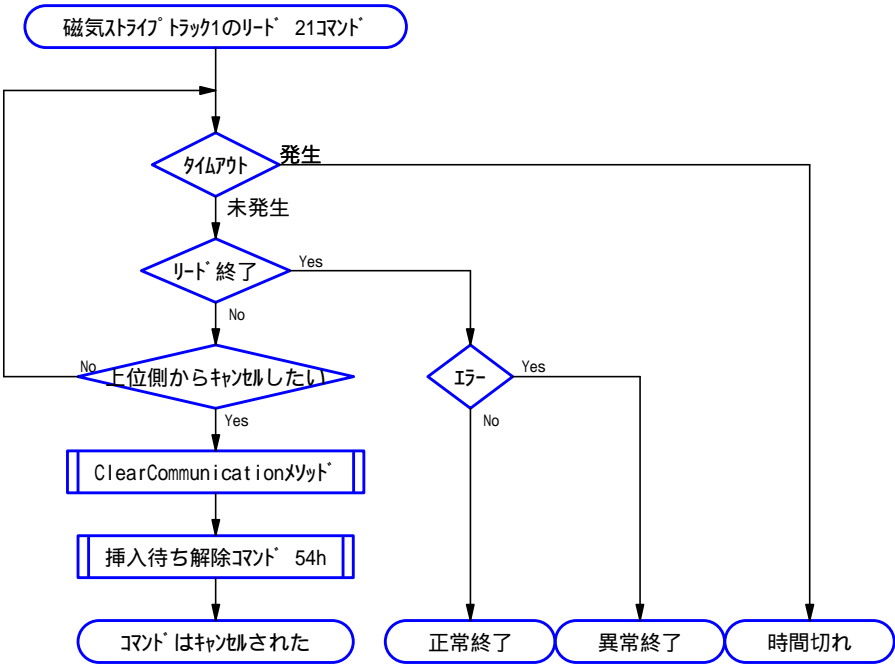 磁気ｽﾄﾗｲﾌﾟﾄﾗｯｸ1のﾘｰﾄﾞ 21ｺﾏﾝﾄﾞ
ﾀｲﾑｱｳﾄ
発生
未発生
ﾘｰﾄﾞ終了
Yes
No
上位側からｷｬﾝｾﾙしたい
No
Yes
ｴﾗｰ
Yes
No
ClearCommunicationﾒｿｯﾄﾞ
挿入待ち解除ｺﾏﾝﾄﾞ 54h
ｺﾏﾝﾄﾞはｷｬﾝｾﾙされた
正常終了
異常終了
時間切れ